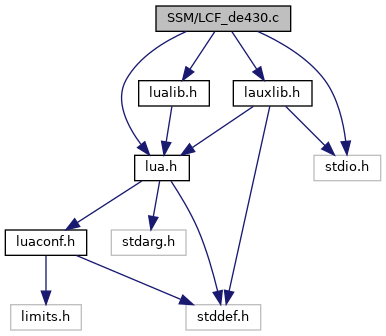 SSM/LCF_de430.c
lualib.h
lauxlib.h
lua.h
stdio.h
luaconf.h
stdarg.h
limits.h
stddef.h